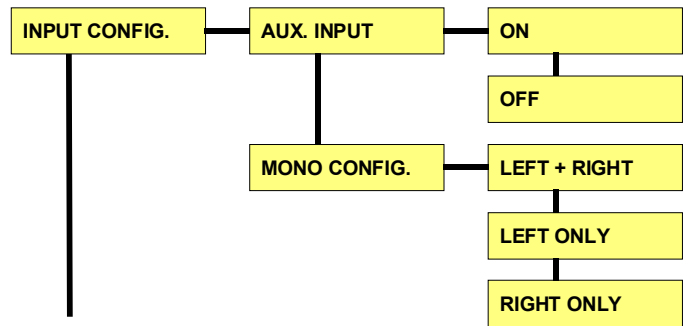 INPUT CONFIG.
AUX. INPUT
ON
OFF
MONO CONFIG.
LEFT + RIGHT
LEFT ONLY
RIGHT ONLY